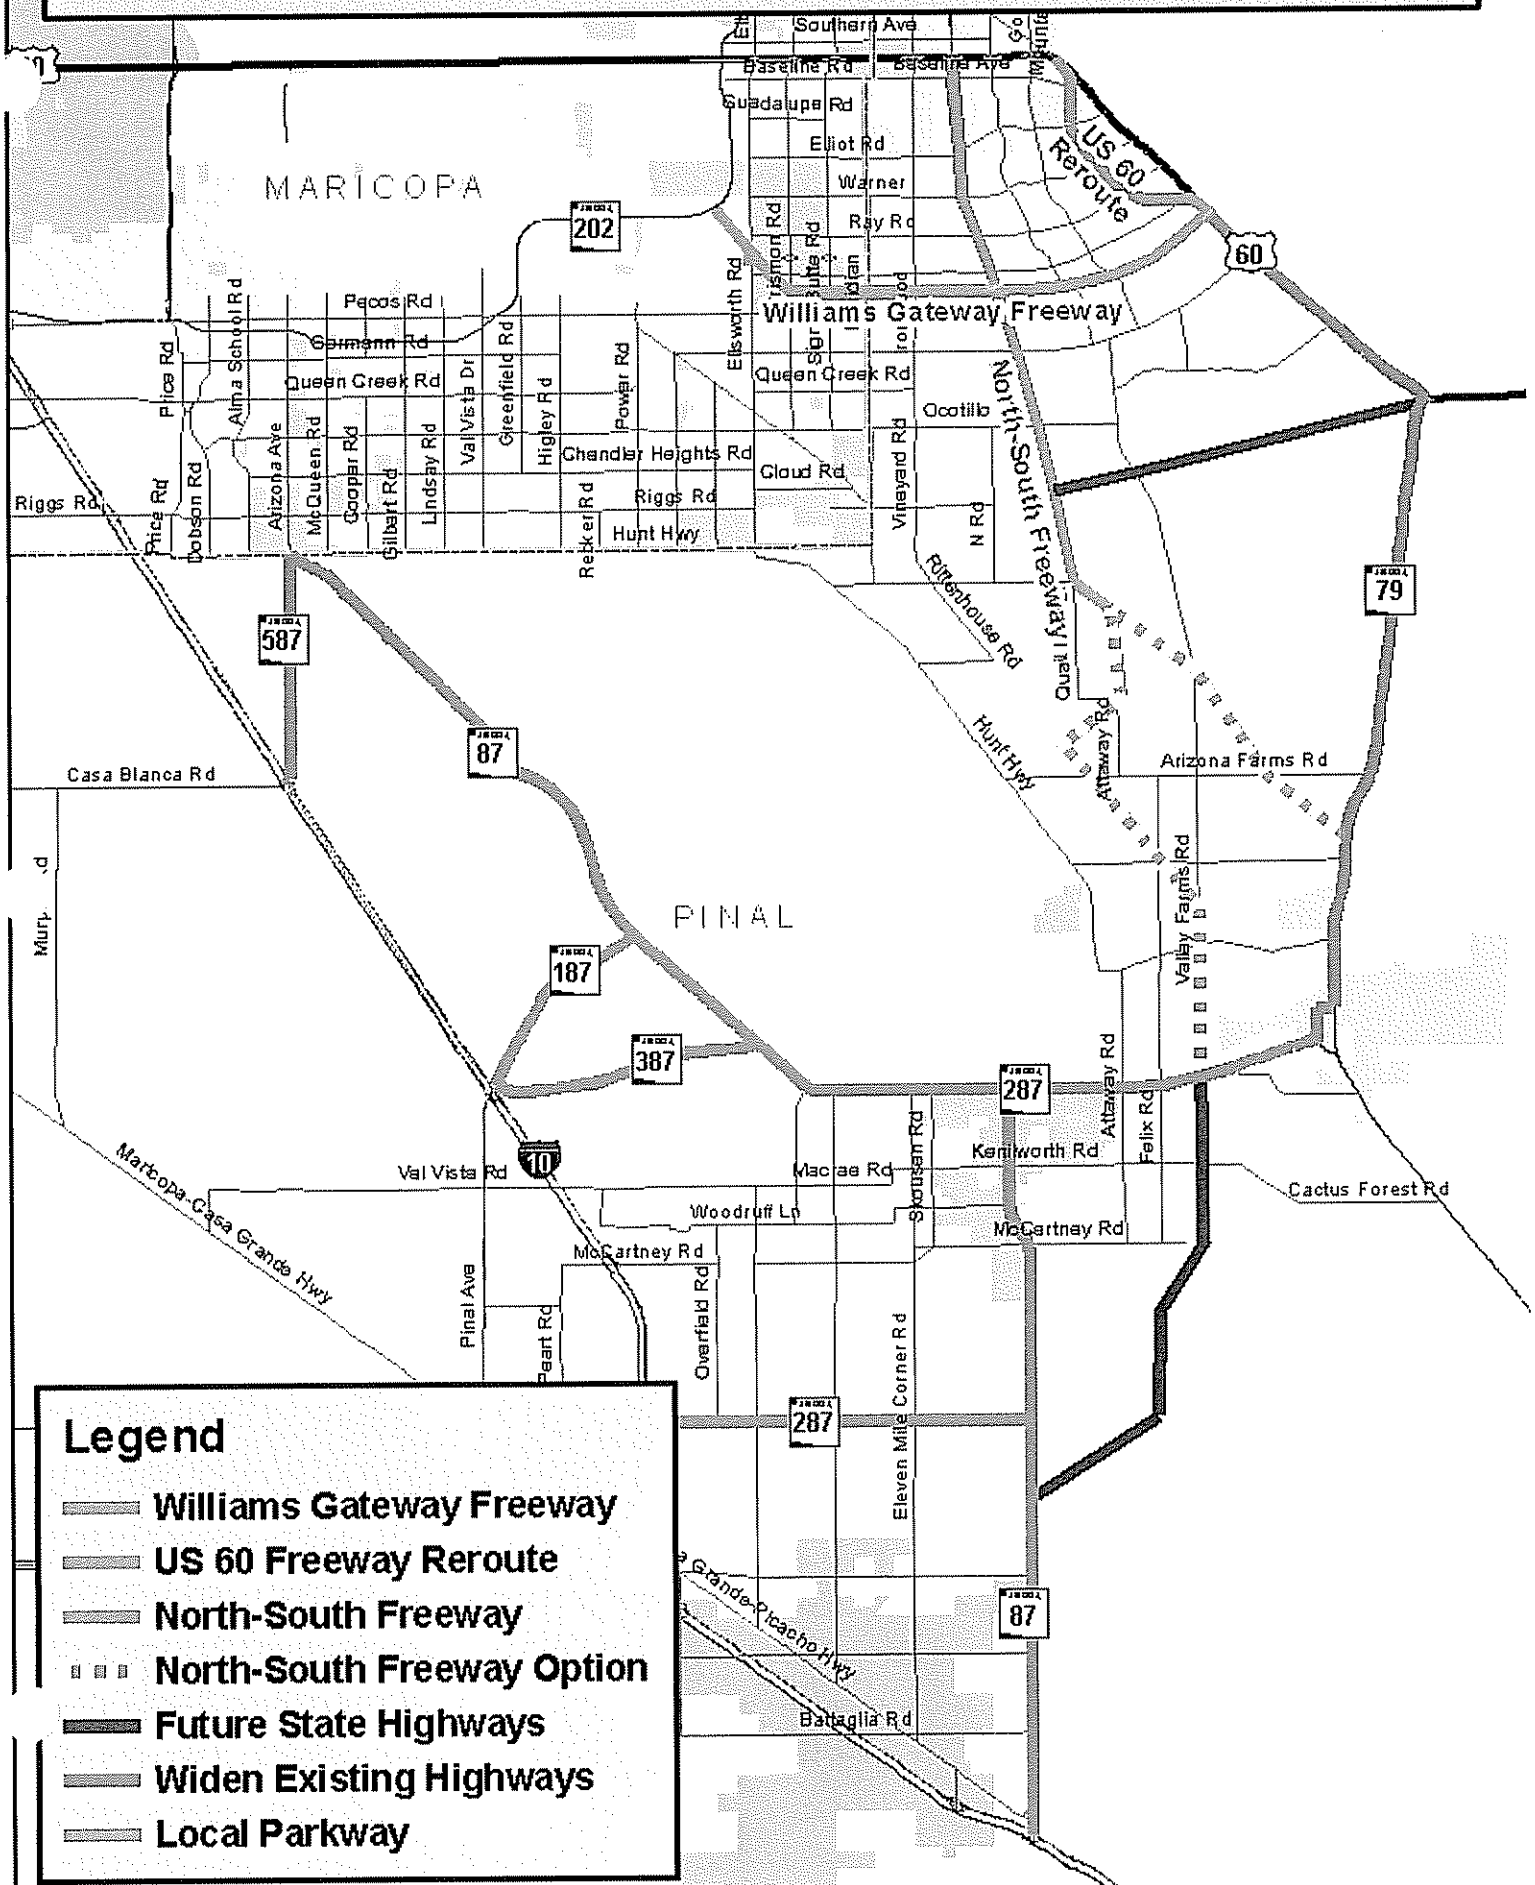 Southern Ave
Baseline Rd
Baseline Ave
Guadalupe Rd
Elliot Rd
US 60
Reroute
Warner
MARICOPA
202
Ray Rd
60
Ellsworth Rd
Williams Gateway Freeway
Pecos Rd
Alma School Rd
Germann Rd
Price Rd
Greenfield Rd
Val Vista Dr
Power Rd
Queen Creek Rd
Queen Creek Rd
Higley Rd
Ocotillo
North-South Freeway
Arizona Ave
McQueen Rd
Cooper Rd
Gilbert Rd
Lindsay Rd
Chandler Heights Rd
Cloud Rd
Vineyard Rd
Riggs Rd
Price Rd
Dobson Rd
Recker Rd
Riggs Rd
Hunt Hwy
N Rd
79
587
Rittenhouse Rd
Quail
87
Hunt Hwy
Attaway Rd
Arizona Farms Rd
Casa Blanca Rd
Valley Farms Rd
PINAL
187
387
287
Attaway Rd
Felix Rd
Skousen Rd
Kenilworth Rd
10
Val Vista Rd
Macrae Rd
Cactus Forest Rd
Maricopa-Casa Grande Hwy
Woodruff Ln
McCartney Rd
McCartney Rd
Pinal Ave
Peart Rd
Overfield Rd
Eleven Mile Corner Rd
287
Legend
Williams Gateway Freeway
US 60 Freeway Reroute
North-South Freeway
North-South Freeway Option
Future State Highways
Widen Existing Highways
Local Parkway
a Grande-Picacho Hwy
87
Battaglia Rd